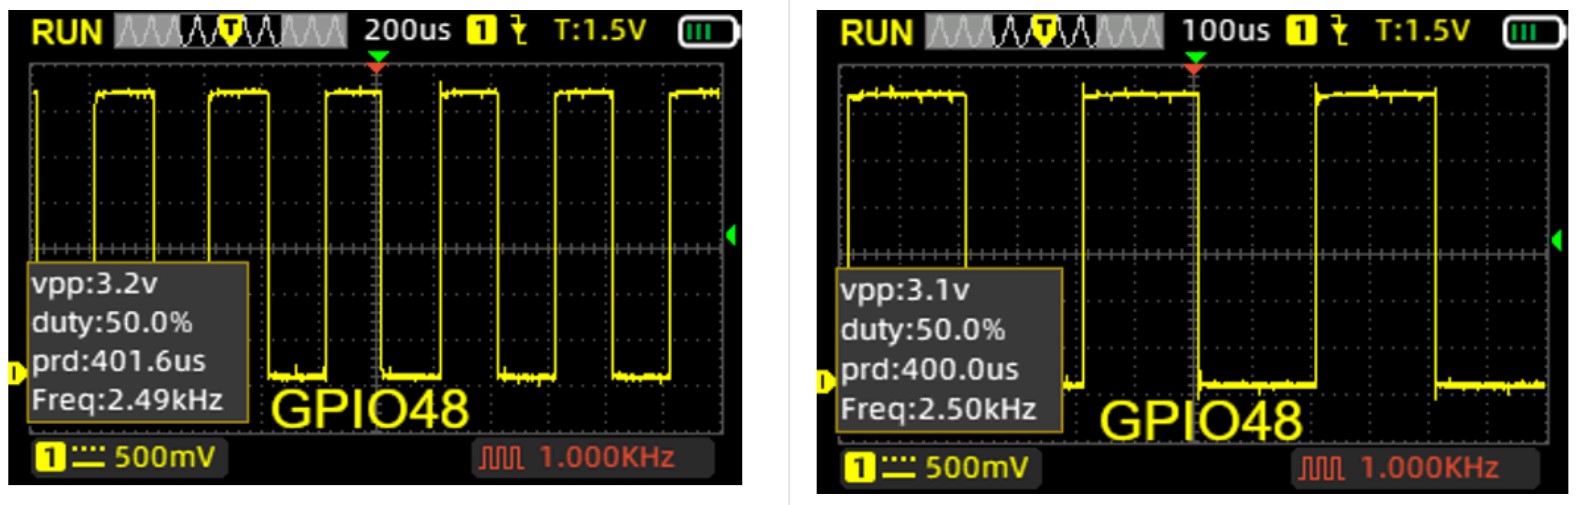 RUN T 200us 1 T:1.5V
vpp:3.2v
duty:50.0%
prd:401.6us
Freq:2.49kHz
GPIO48
1 500mV 1.000KHz
RUN T 100us 1 T:1.5V
vpp:3.1v
duty:50.0%
prd:400.0us
Freq:2.50kHz
GPIO48
1 500mV 1.000KHz